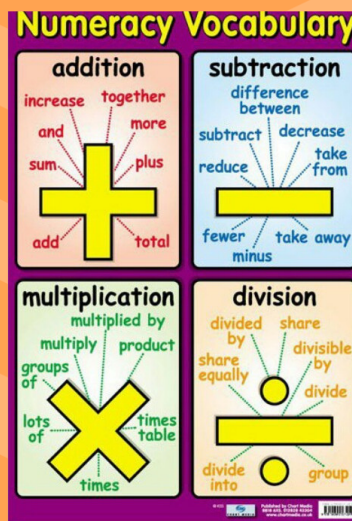 Numeracy Vocabulary
addition
increase
together
and
more
sum
plus
add
total
subtraction
difference
between
subtract
decrease
reduce
take
from
fewer
take away
minus
multiplication
multiplied by
multiply
product
groups
of
lots
of
times
table
times
division
divided
by
share
share
equally
divisible
by
divide
divide
into
group
CHART MEDIA
Published by Chart Media